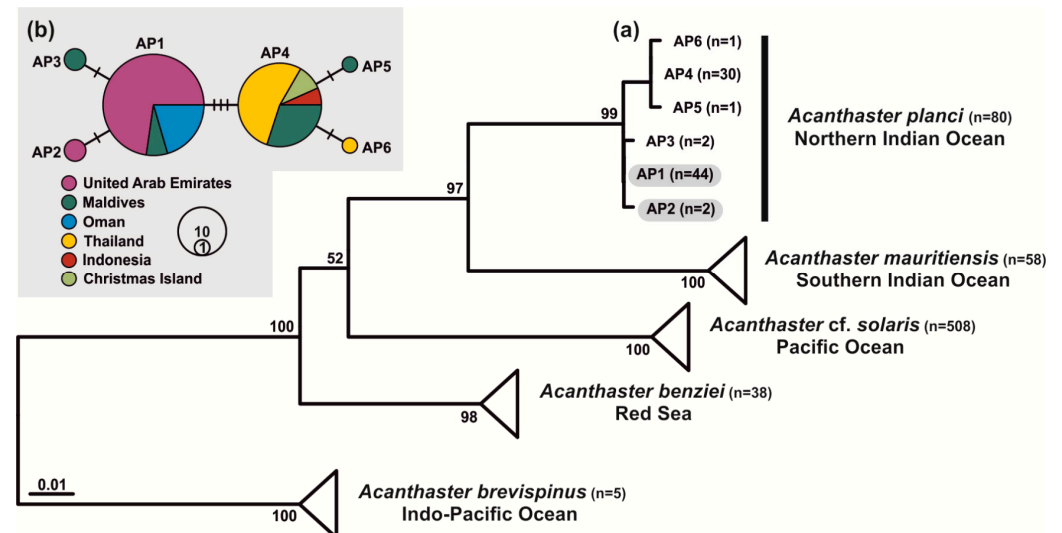 (b)
AP1
AP3
AP4
AP5
AP2
AP6
United Arab Emirates
Maldives
Oman
Thailand
Indonesia
Christmas Island
10
1
(a)
AP6 (n=1)
AP4 (n=30)
AP5 (n=1)
AP3 (n=2)
AP1 (n=44)
AP2 (n=2)
99
Acanthaster planci (n=80)
Northern Indian Ocean
97
100
Acanthaster mauritiensis (n=58)
Southern Indian Ocean
52
100
Acanthaster cf. solaris (n=508)
Pacific Ocean
100
98
Acanthaster benziei (n=38)
Red Sea
0.01
100
Acanthaster brevispinus (n=5)
Indo-Pacific Ocean